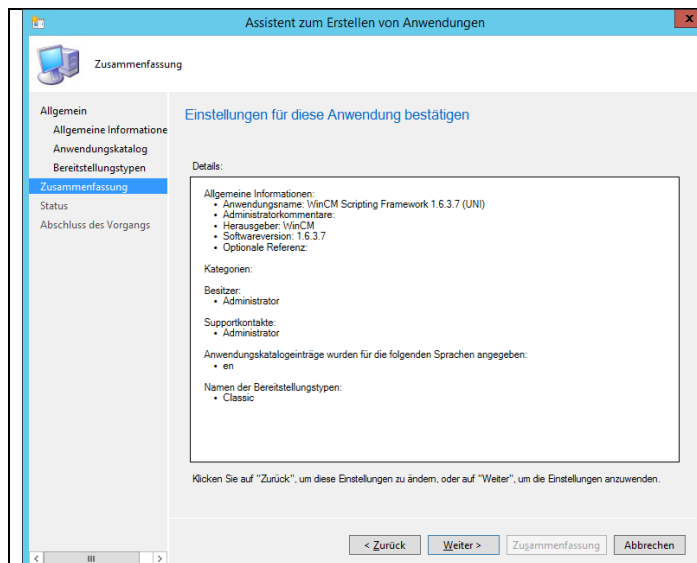 Assistent zum Erstellen von Anwendungen
x
Zusammenfassung
Allgemein
Allgemeine Informatione
Anwendungskatalog
Bereitstellungstypen
Zusammenfassung
Status
Abschluss des Vorgangs
Einstellungen für diese Anwendung bestätigen
Details:
Allgemeine Informationen:
• Anwendungsname: WinCM Scripting Framework 1.6.3.7 (UNI)
• Administratorkommentare:
• Herausgeber: WinCM
• Softwareversion: 1.6.3.7
• Optionale Referenz:
Kategorien:
Besitzer:
• Administrator
Supportkontakte:
• Administrator
Anwendungskatalogeinträge wurden für die folgenden Sprachen angegeben:
• en
Namen der Bereitstellungstypen:
• Classic
Klicken Sie auf "Zurück", um diese Einstellungen zu ändern, oder auf "Weiter", um die Einstellungen anzuwenden.
< Zurück Weiter > Zusammenfassung Abbrechen